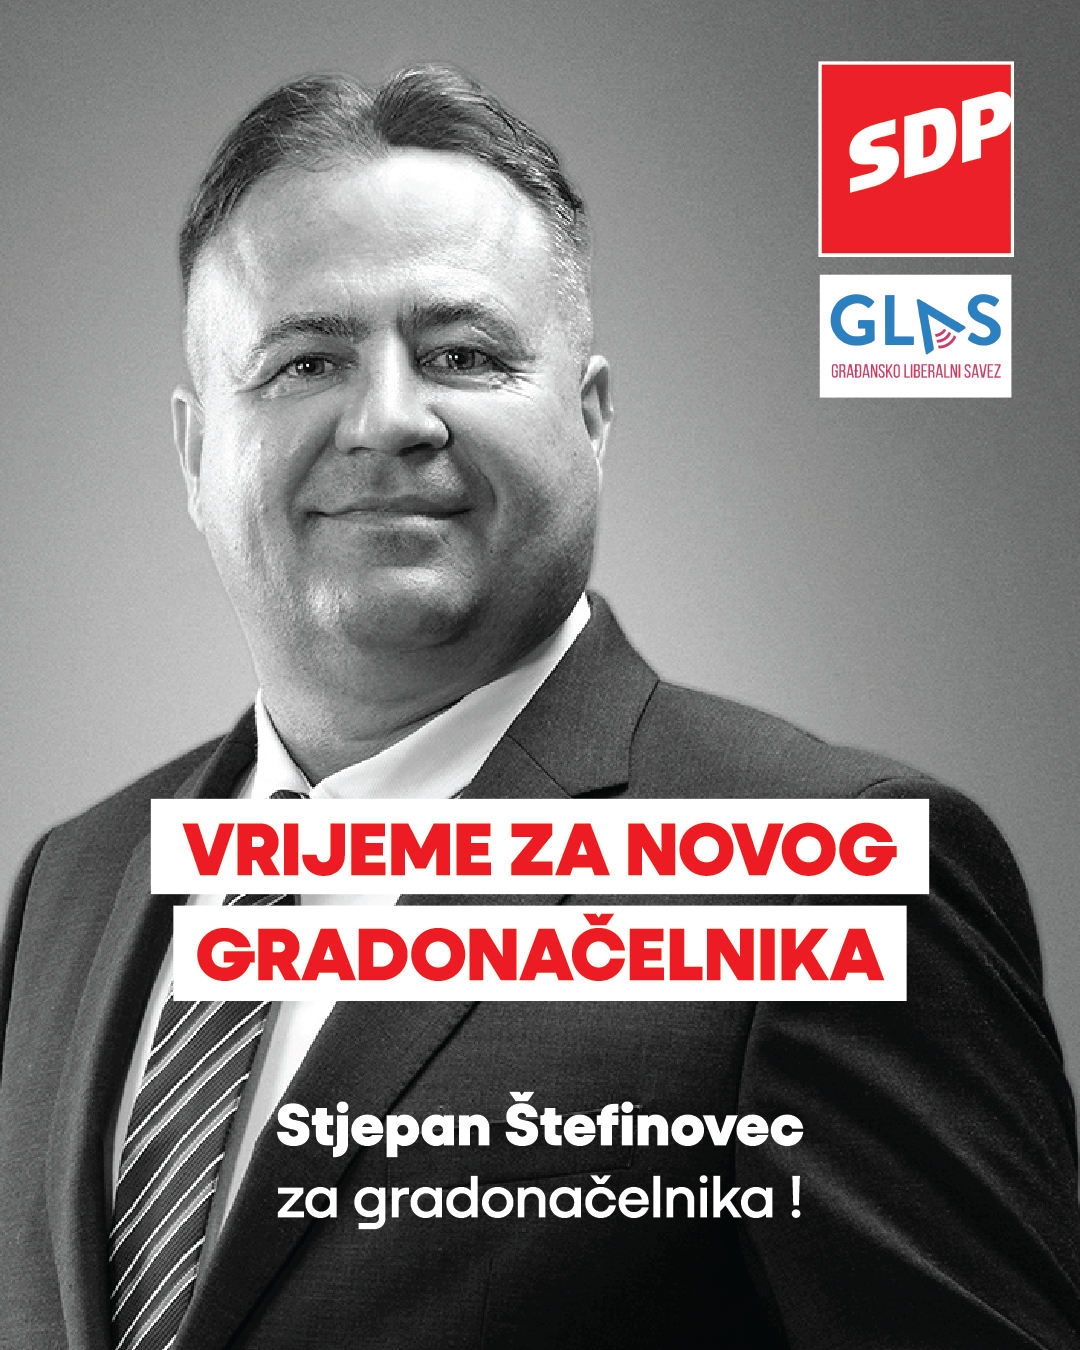 SDP
GLAS
GRAĐANSKO LIBERALNI SAVEZ
VRIJEME ZA NOVOG
GRADONAČELNIKA
Stjepan Štefinovec
za gradonačelnika !